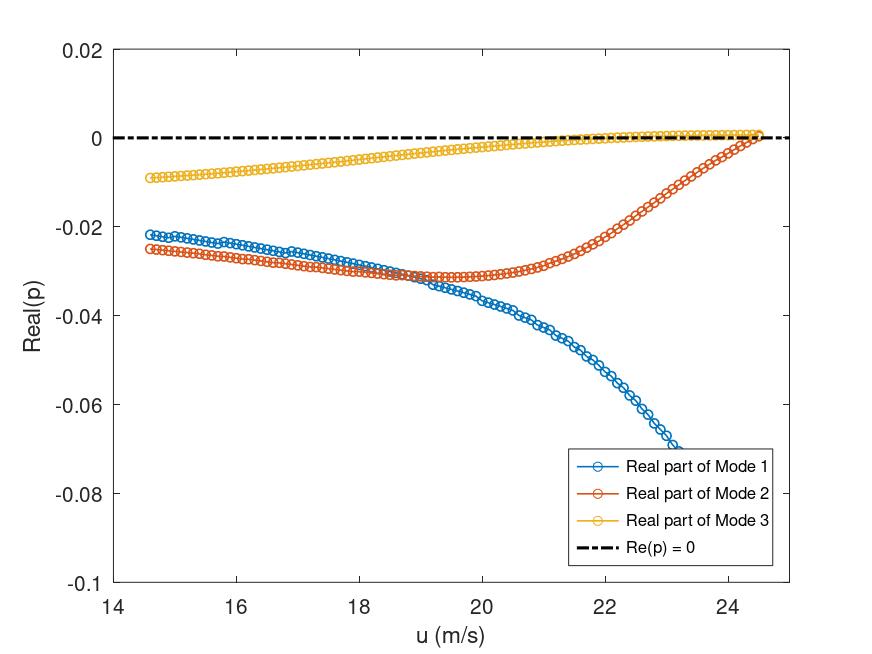 0.02
0
-0.02
-0.04
-0.06
-0.08
-0.1
Real(p)
14
16
18
20
22
24
u (m/s)
Real part of Mode 1
Real part of Mode 2
Real part of Mode 3
Re(p) = 0